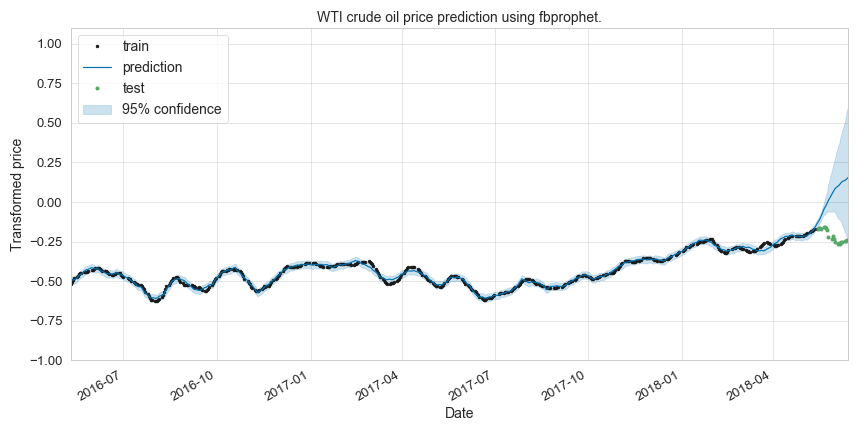 WTI crude oil price prediction using fbprophet.
train
prediction
test
95% confidence
Transformed price
1.00
0.75
0.50
0.25
0.00
−0.25
−0.50
−0.75
−1.00
2016-07
2016-10
2017-01
2017-04
2017-07
2017-10
2018-01
2018-04
Date